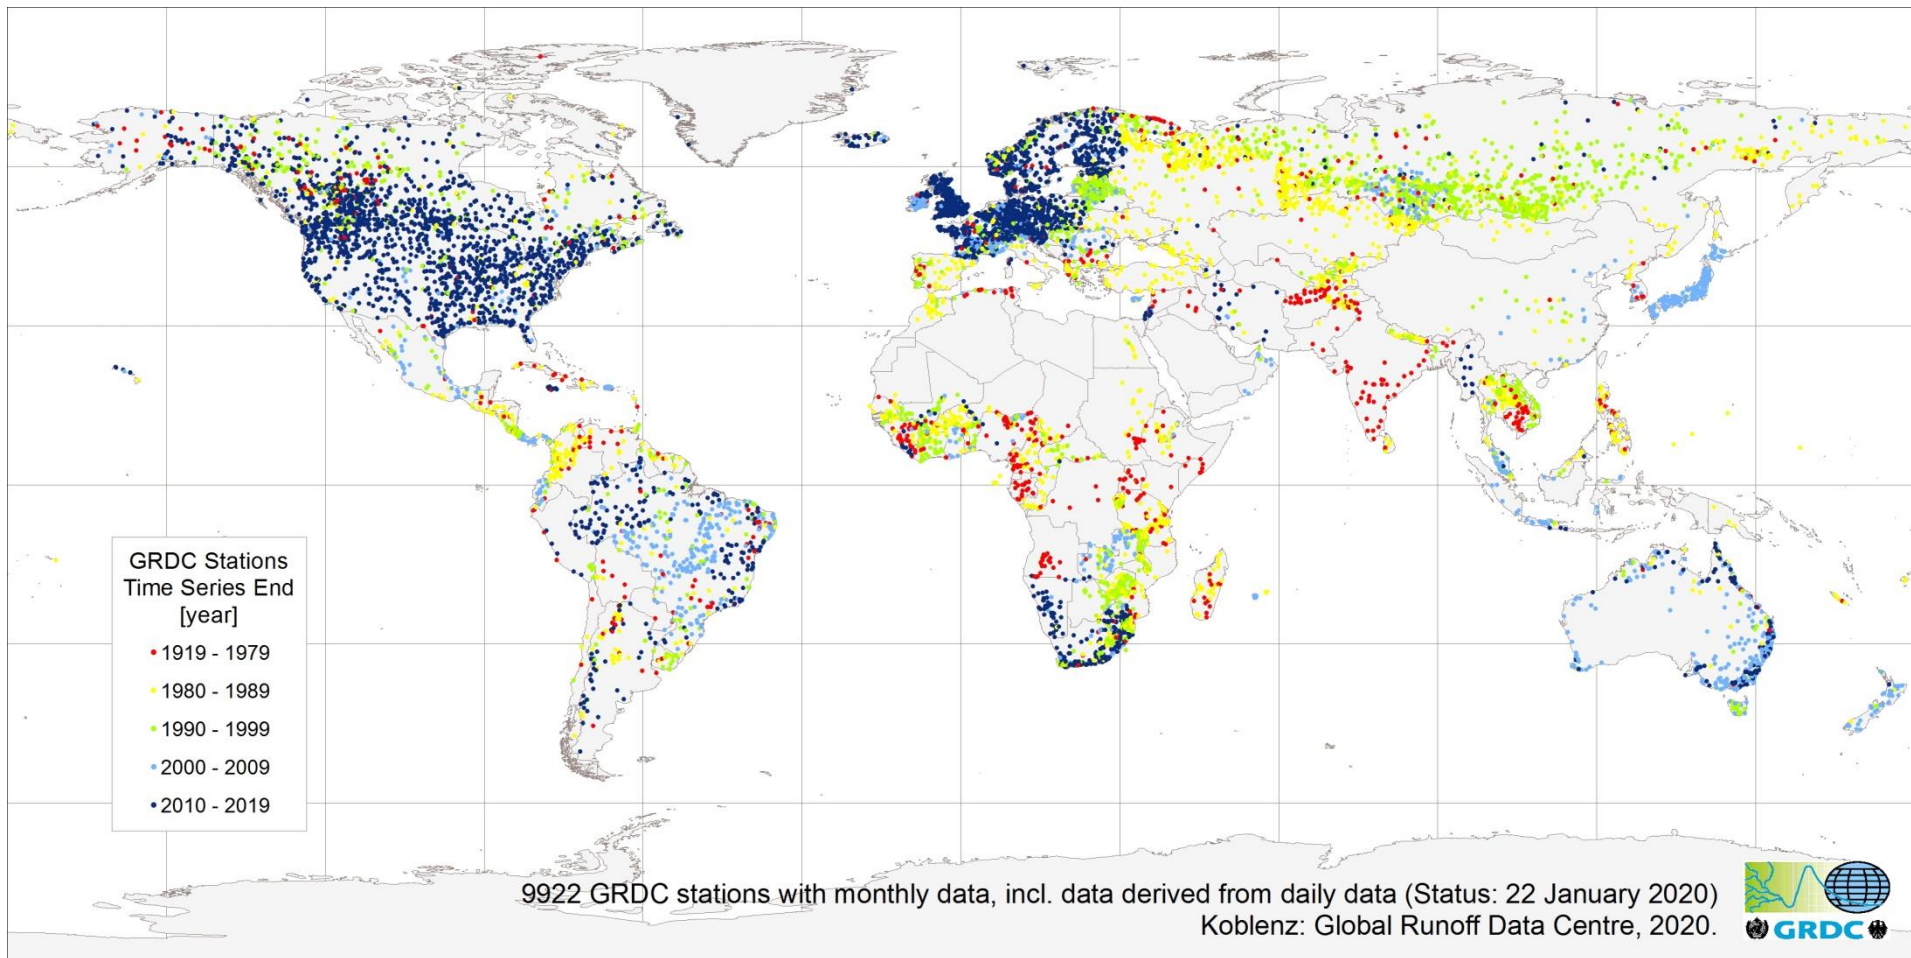 GRDC Stations
Time Series End
[year]
1919 - 1979
1980 - 1989
1990 - 1999
2000 - 2009
2010 - 2019
9922 GRDC stations with monthly data, incl. data derived from daily data (Status: 22 January 2020)
Koblenz: Global Runoff Data Centre, 2020.
GRDC